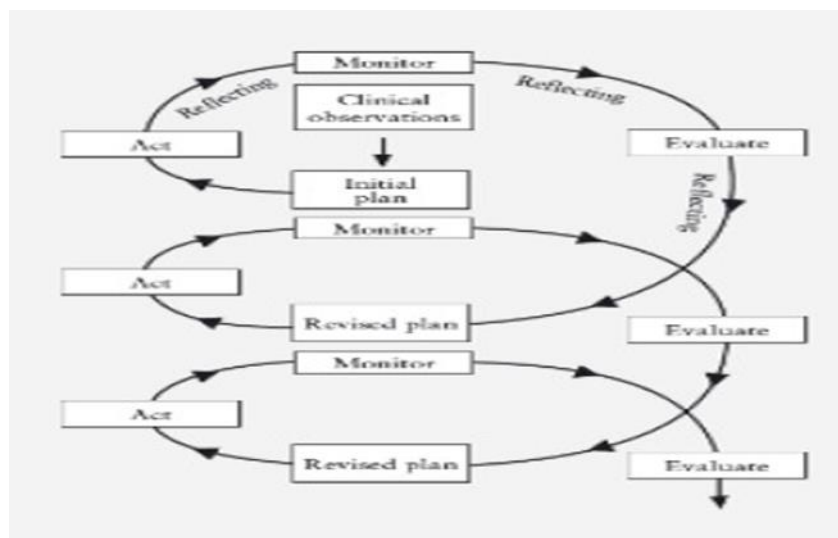 Monitor
Reflecting
Reflecting
Clinical
observations
Act
Evaluate
Initial
plan
Reflecting
Monitor
Act
Revised plan
Evaluate
Monitor
Act
Revised plan
Evaluate